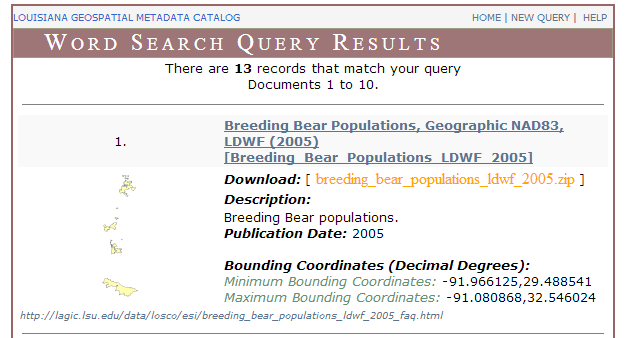 LOUISIANA GEOSPATIAL METADATA CATALOG
HOME | NEW QUERY | HELP
WORD SEARCH QUERY RESULTS
There are 13 records that match your query
Documents 1 to 10.
1.
Breeding Bear Populations, Geographic NAD83,
LDWF (2005)
[Breeding_Bear_Populations_LDWF_2005]
Download: [ breeding_bear_populations_ldwf_2005.zip ]
Description:
Breeding Bear populations.
Publication Date: 2005
Bounding Coordinates (Decimal Degrees):
Minimum Bounding Coordinates: -91.966125,29.488541
Maximum Bounding Coordinates: -91.080868,32.546024
http://lagic.lsu.edu/data/losco/esi/breeding_bear_populations_ldwf_2005_faq.html